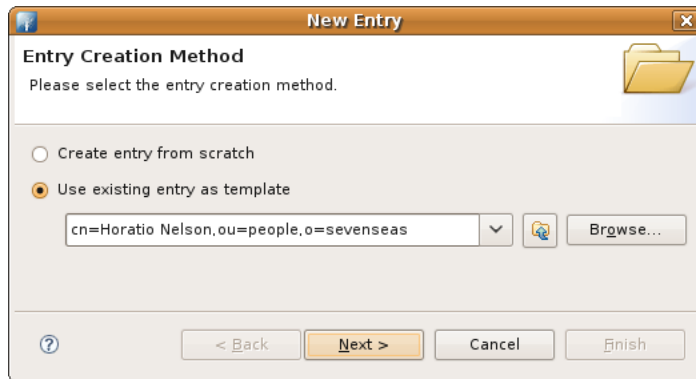 New Entry
Entry Creation Method
Please select the entry creation method.
Create entry from scratch
Use existing entry as template
cn=Horatio Nelson,ou=people,o=sevenseas
Browse...
< Back Next > Cancel Finish